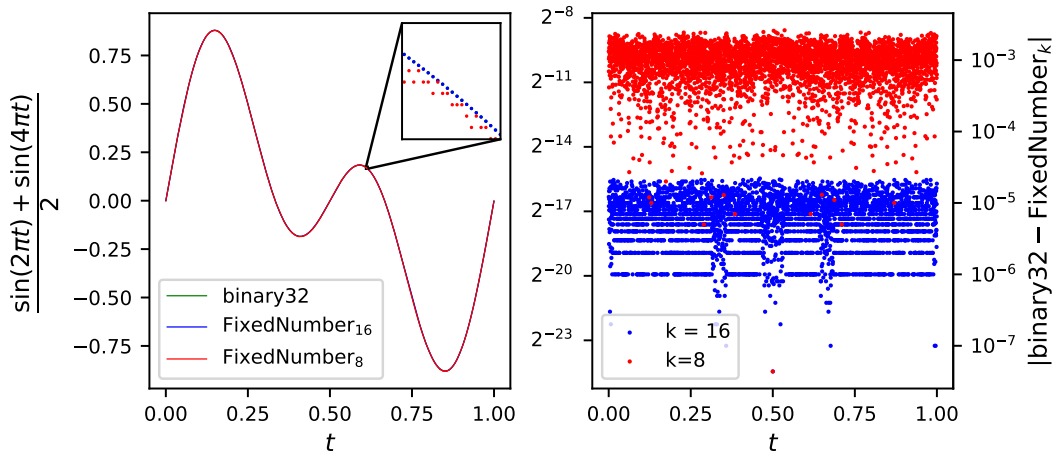 sin(2πt) + sin(4πt)
2
0.75
0.50
0.25
0.00
−0.25
−0.50
−0.75
binary32
FixedNumber₁₆
FixedNumber₈
0.00 0.25 0.50 0.75 1.00
t
2⁻⁸
2⁻¹¹
2⁻¹⁴
2⁻¹⁷
2⁻²⁰
2⁻²³
k = 16
k=8
0.00 0.25 0.50 0.75 1.00
t
10⁻³
10⁻⁴
10⁻⁵
10⁻⁶
10⁻⁷
|binary32 − FixedNumberₖ|